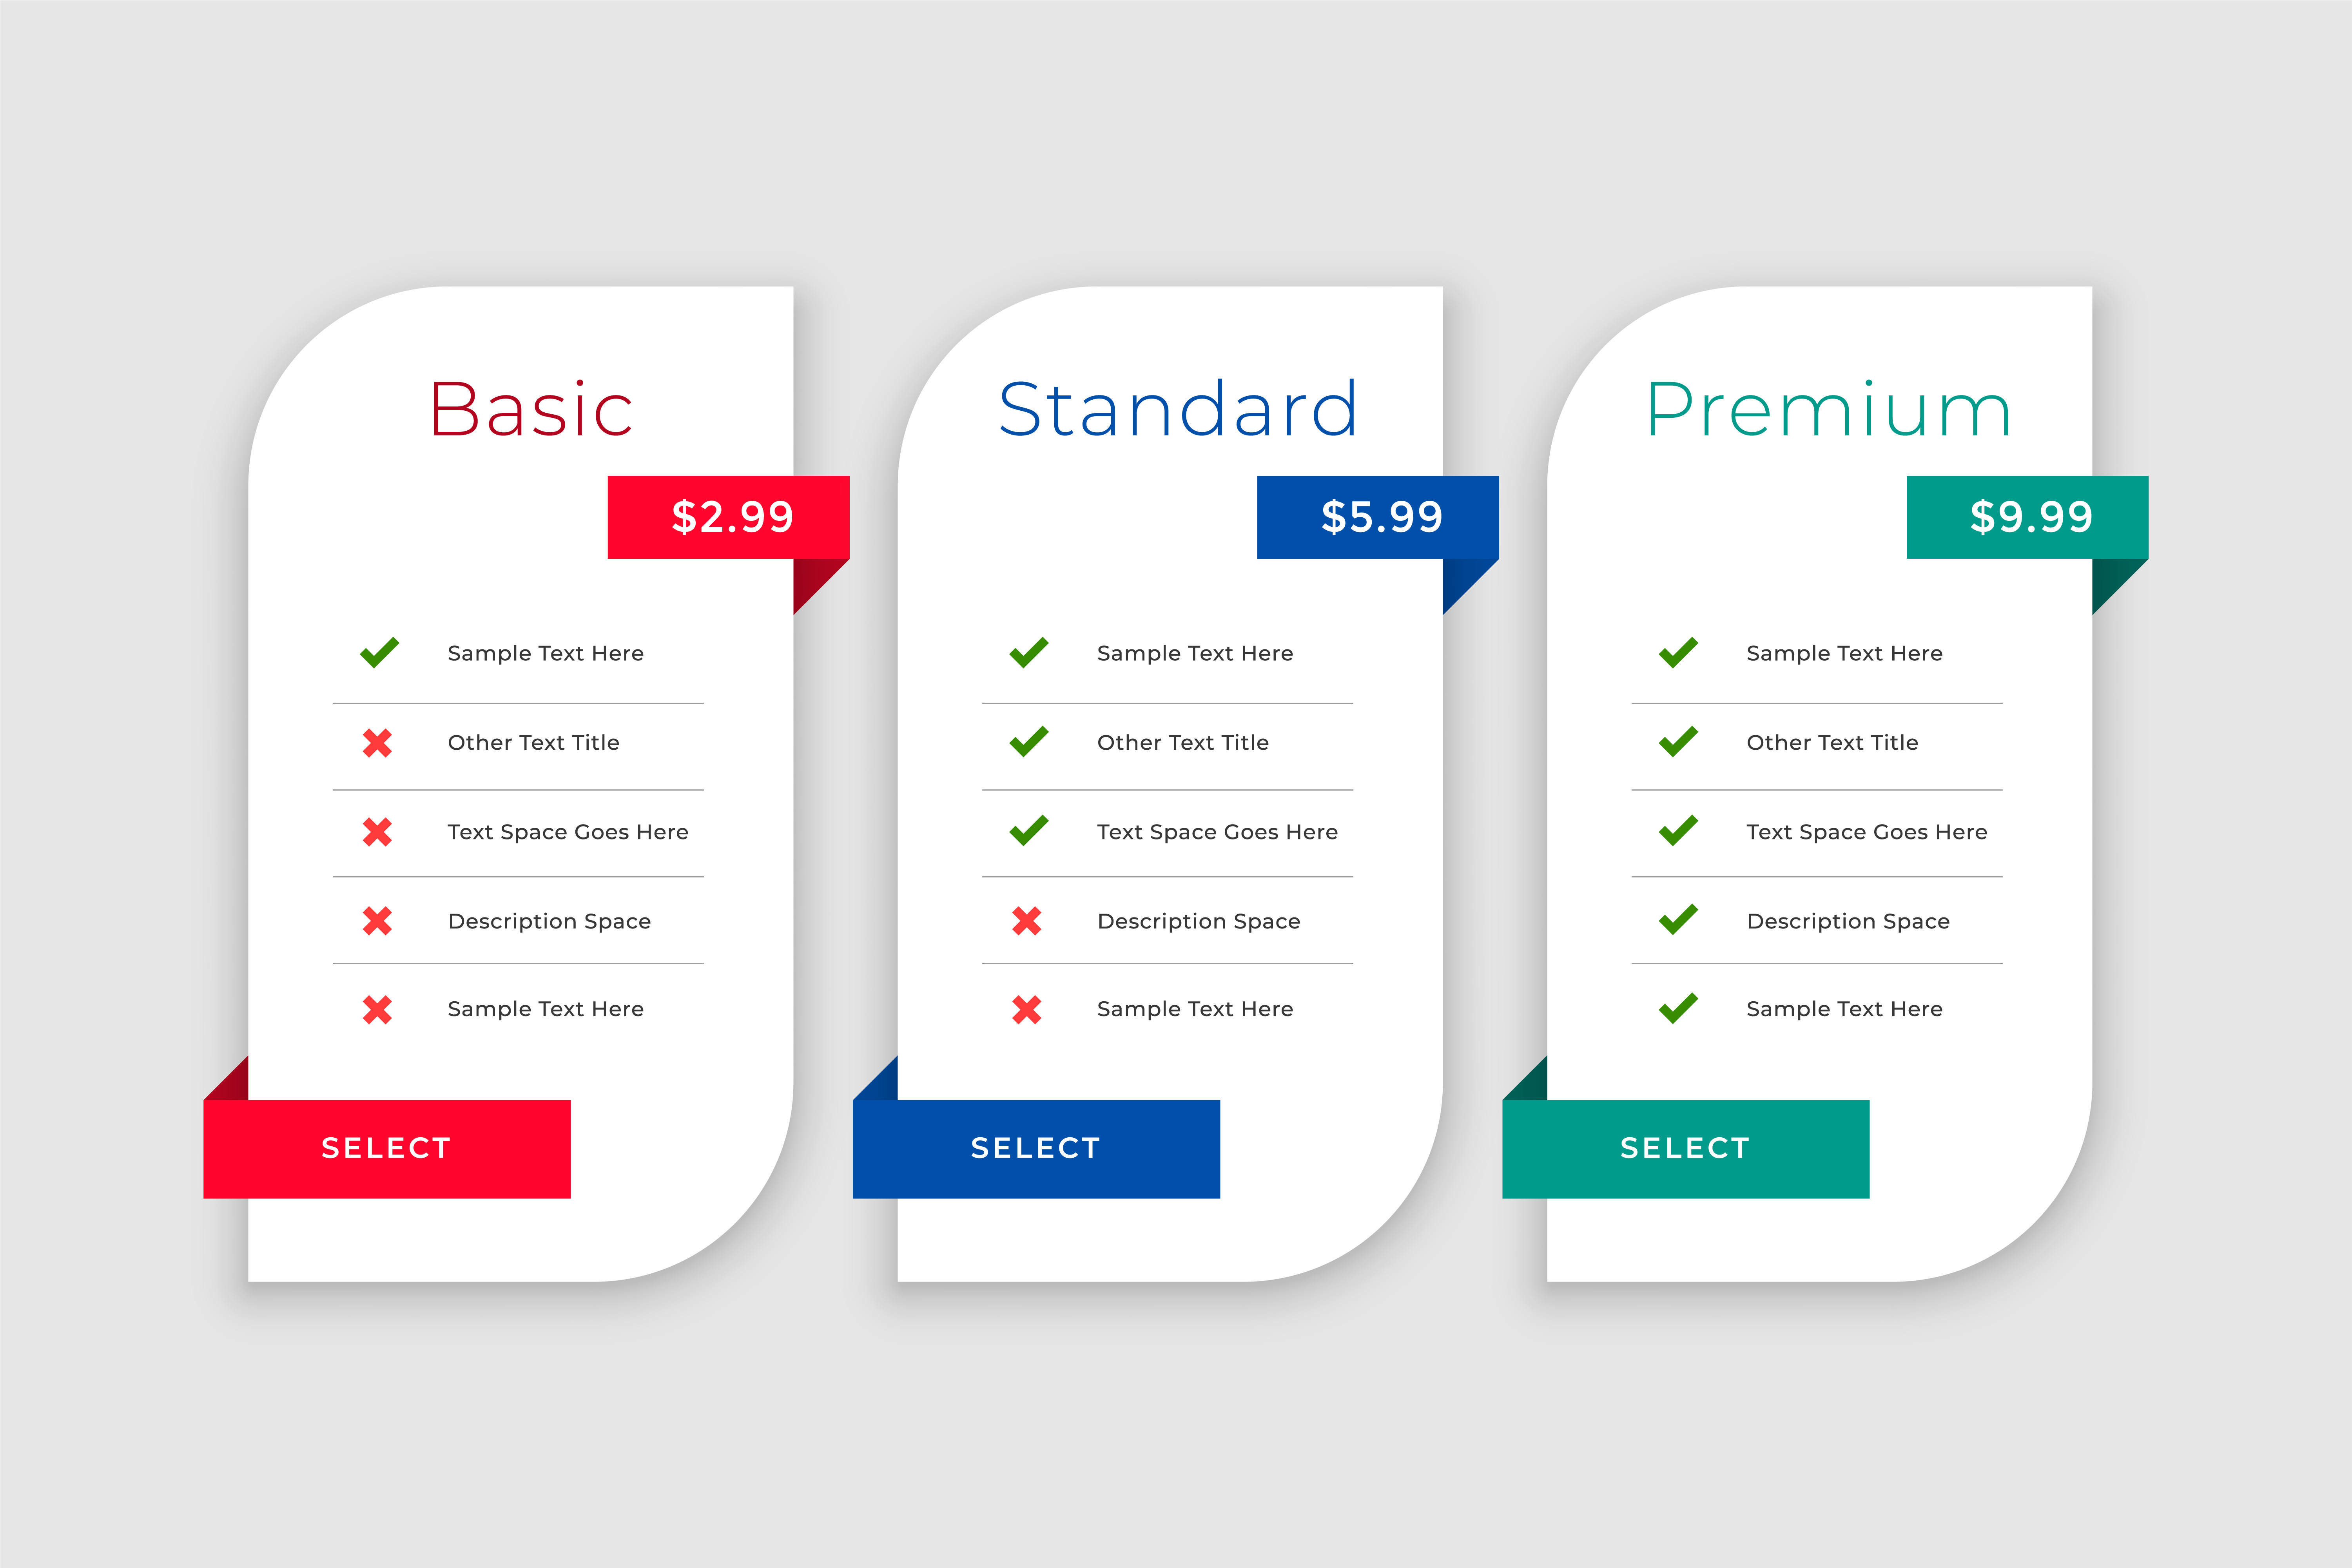 Basic
$2.99
Sample Text Here
Other Text Title
Text Space Goes Here
Description Space
Sample Text Here
SELECT
Standard
$5.99
Sample Text Here
Other Text Title
Text Space Goes Here
Description Space
Sample Text Here
SELECT
Premium
$9.99
Sample Text Here
Other Text Title
Text Space Goes Here
Description Space
Sample Text Here
SELECT